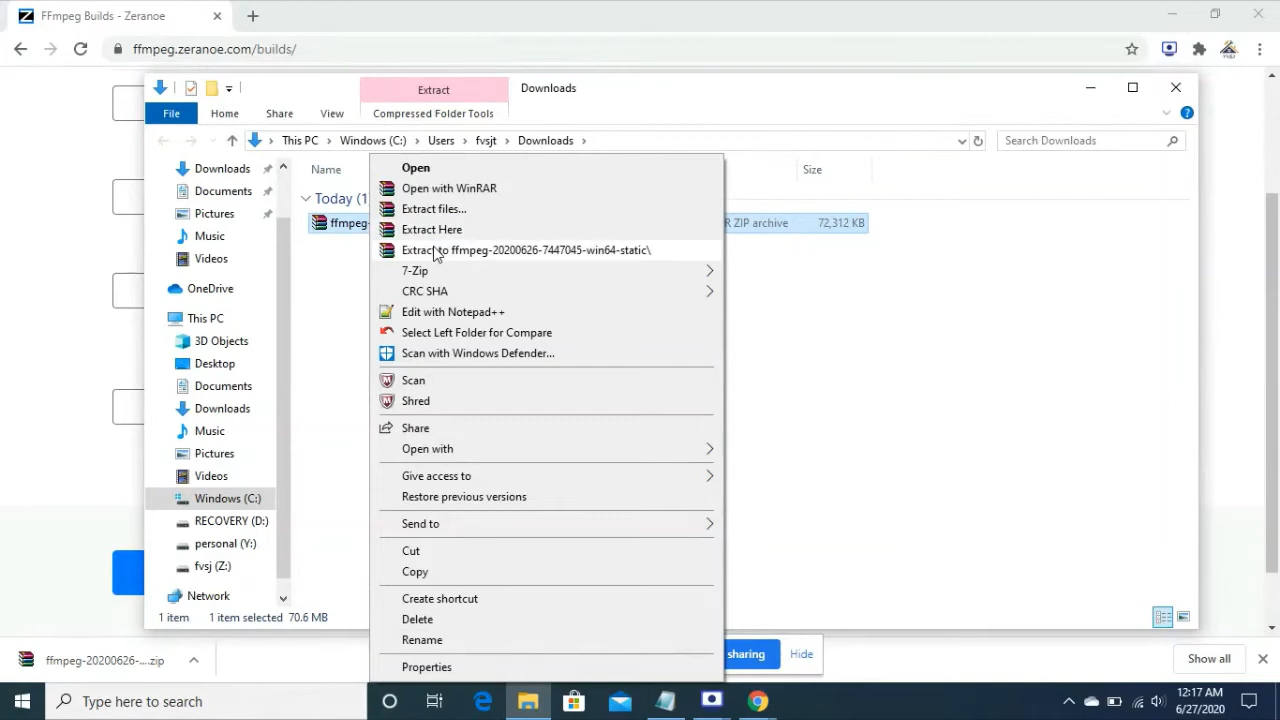 FFmpeg Builds - Zeranoe
ffmpeg.zeranoe.com/builds/
Extract
Downloads
File
Home
Share
View
Compressed Folder Tools
This PC
Windows (C:)
Users
fvsjt
Downloads
Search Downloads
Downloads
Documents
Pictures
Music
Videos
OneDrive
This PC
3D Objects
Desktop
Documents
Downloads
Music
Pictures
Videos
Windows (C:)
RECOVERY (D:)
personal (Y:)
fvsj (Z:)
Network
Name
Size
Today (1
ffmpeg-
R ZIP archive
72,312 KB
Open
Open with WinRAR
Extract files...
Extract Here
Extract to ffmpeg-20200626-7447045-win64-static\
7-Zip
CRC SHA
Edit with Notepad++
Select Left Folder for Compare
Scan with Windows Defender...
Scan
Shred
Share
Open with
Give access to
Restore previous versions
Send to
Cut
Copy
Create shortcut
Delete
Rename
Properties
1 item
1 item selected 70.6 MB
ffmpeg-20200626-....zip
sharing
Hide
Show all
Type here to search
12:17 AM
6/27/2020